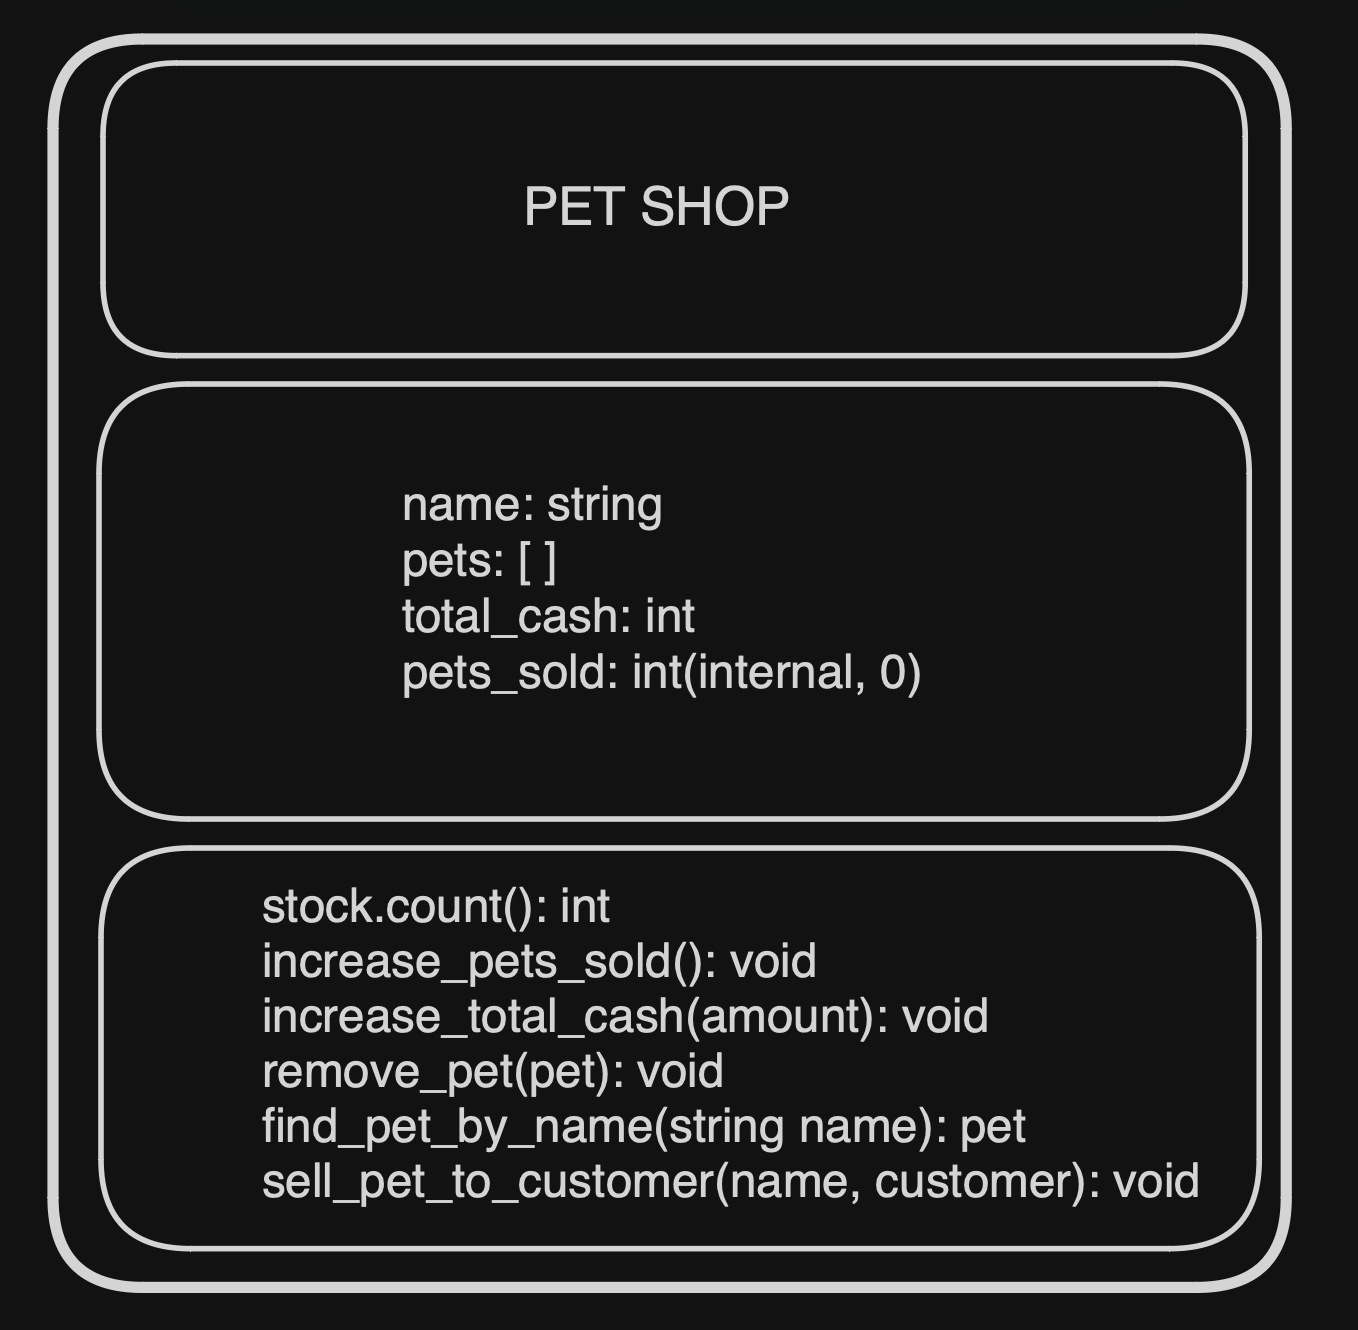 PET SHOP
name: string
pets: [ ]
total_cash: int
pets_sold: int(internal, 0)
stock.count(): int
increase_pets_sold(): void
increase_total_cash(amount): void
remove_pet(pet): void
find_pet_by_name(string name): pet
sell_pet_to_customer(name, customer): void